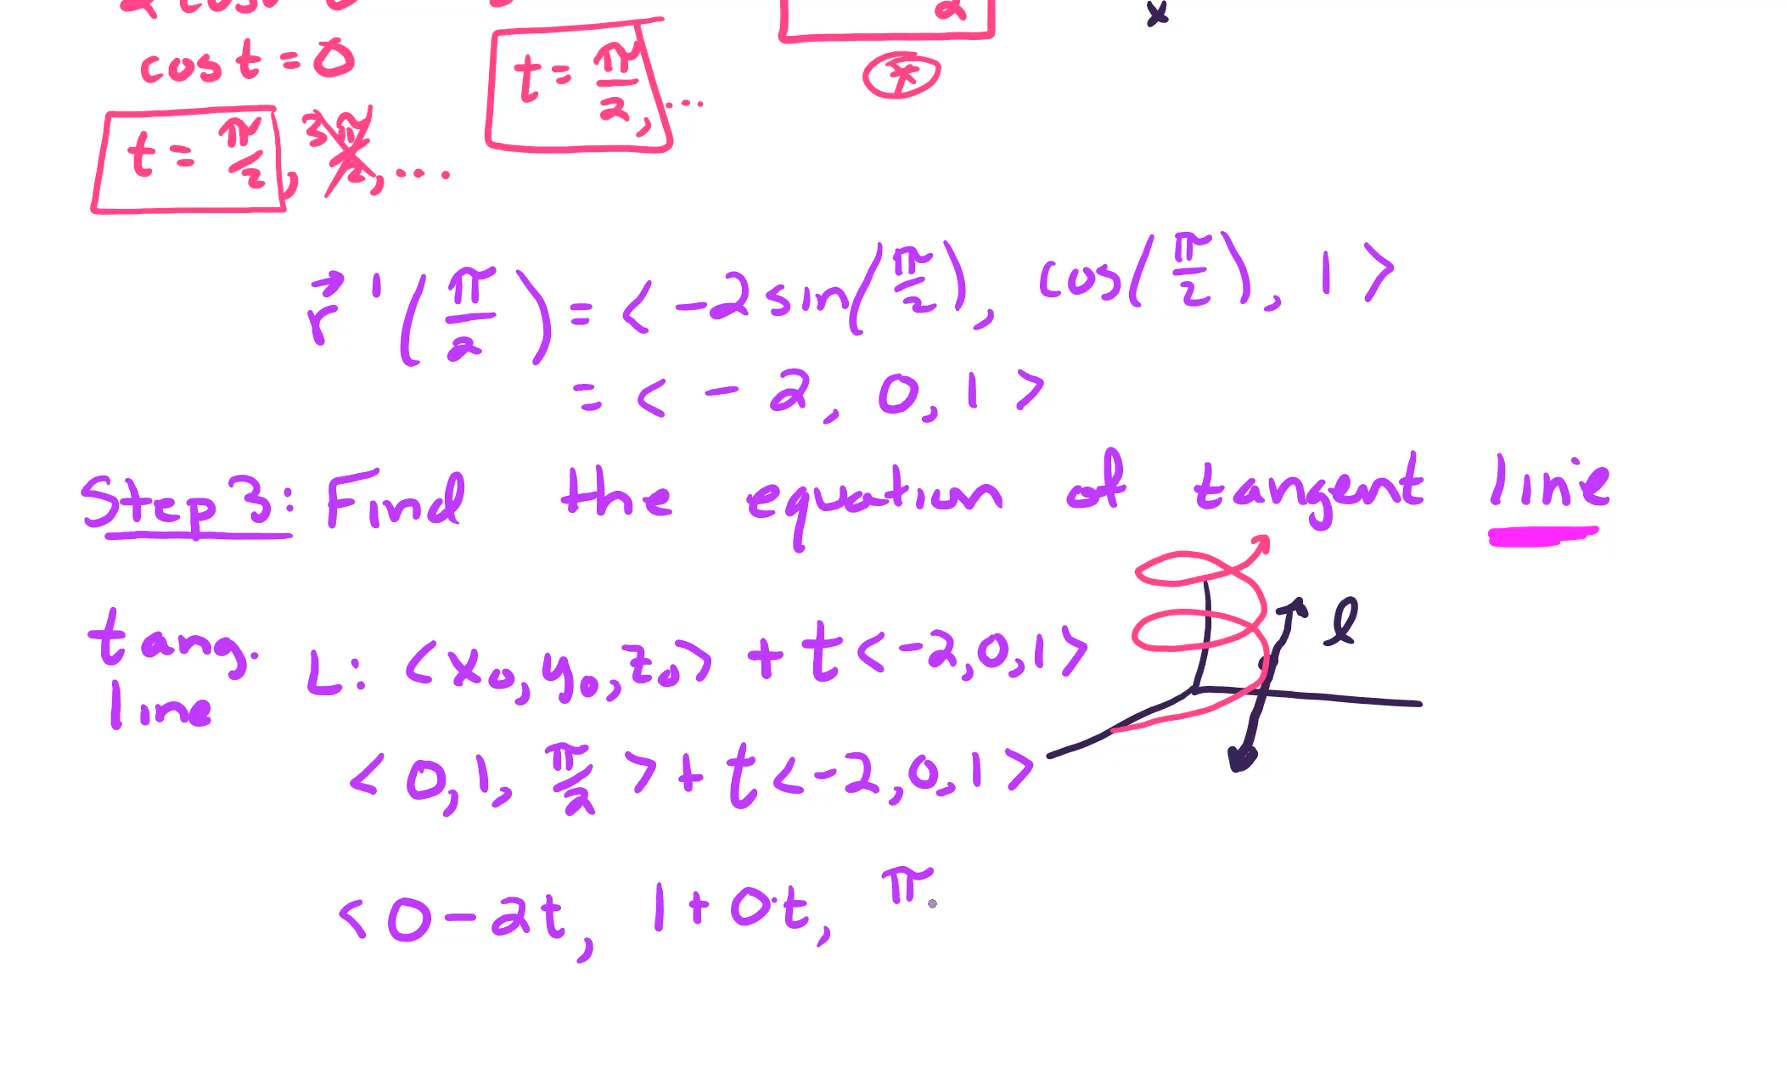 x
cos t = 0
t = π/2, ...
2
*
t = π/2, 3π/2, ...
r⃗ ' (π/2) = < -2 sin(π/2), cos(π/2), 1 >
= < -2, 0, 1 >
Step 3: Find the equation of tangent line
tang. line L: <x₀, y₀, z₀> + t<-2, 0, 1>
l
< 0, 1, π/2 > + t<-2, 0, 1>
< 0 - 2t, 1 + 0·t, π